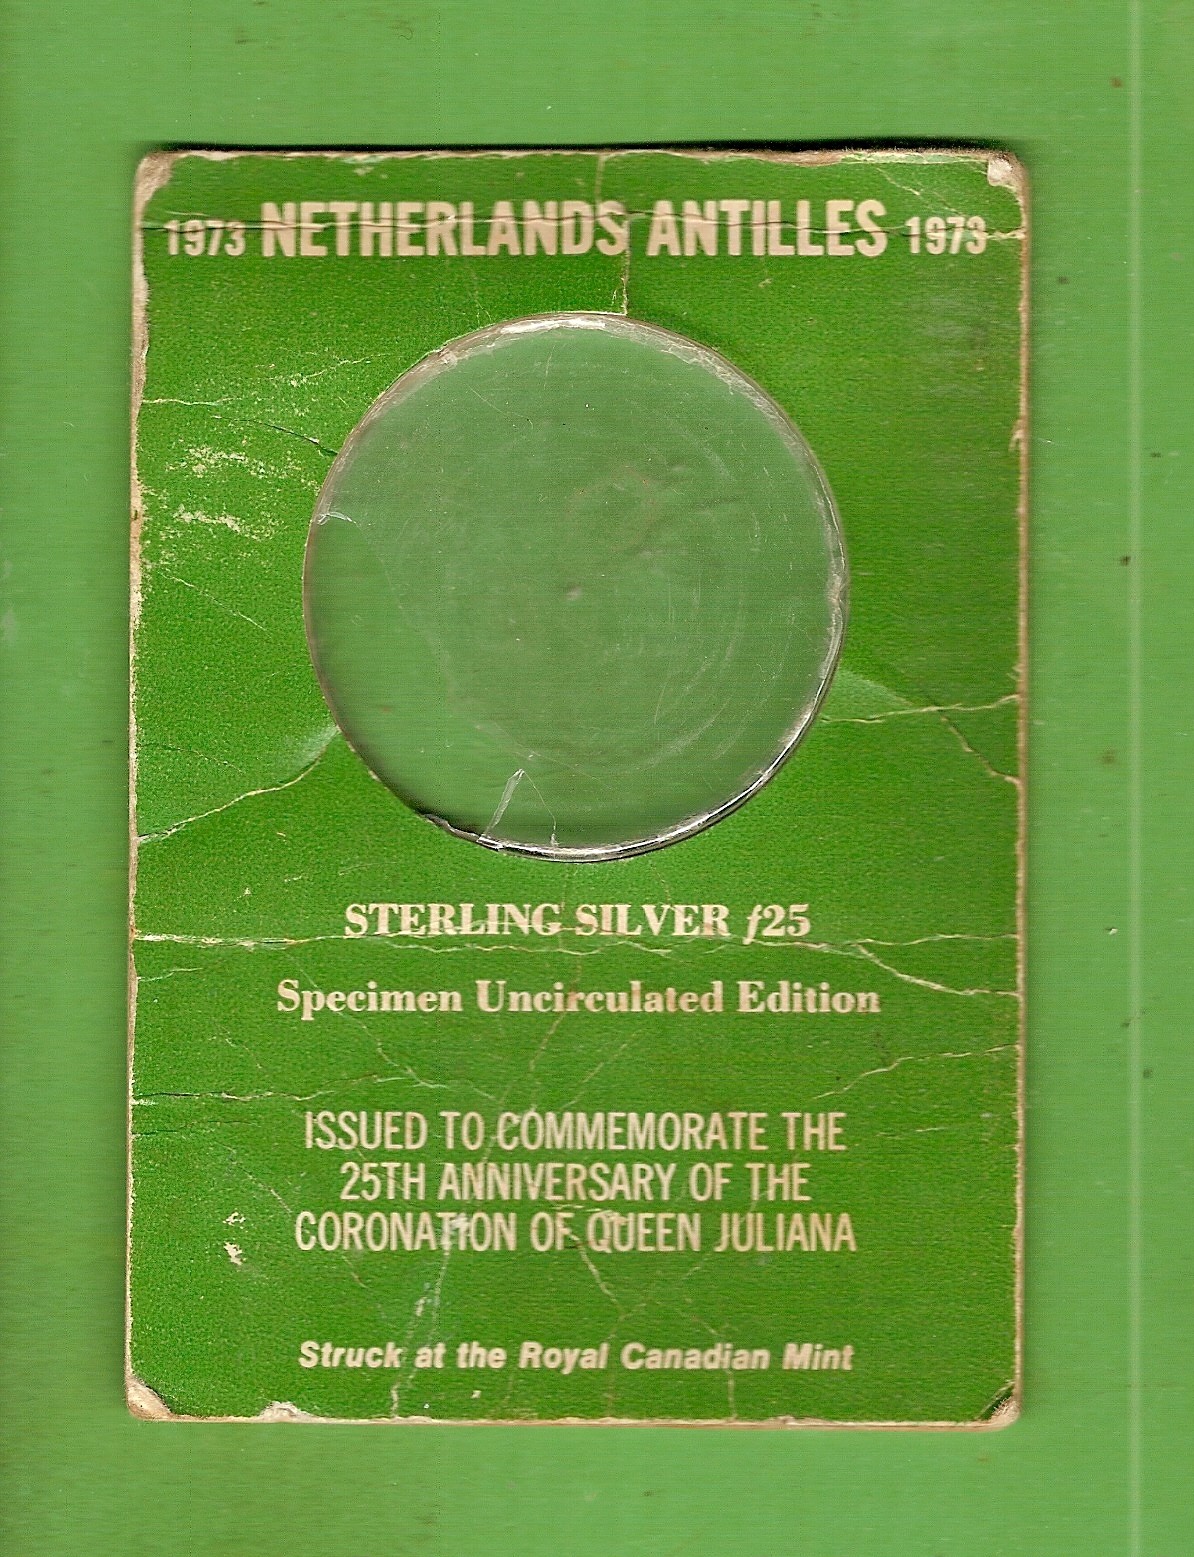 1973 NETHERLANDS ANTILLES 1973
STERLING SILVER ƒ25
Specimen Uncirculated Edition
ISSUED TO COMMEMORATE THE
25TH ANNIVERSARY OF THE
CORONATION OF QUEEN JULIANA
Struck at the Royal Canadian Mint